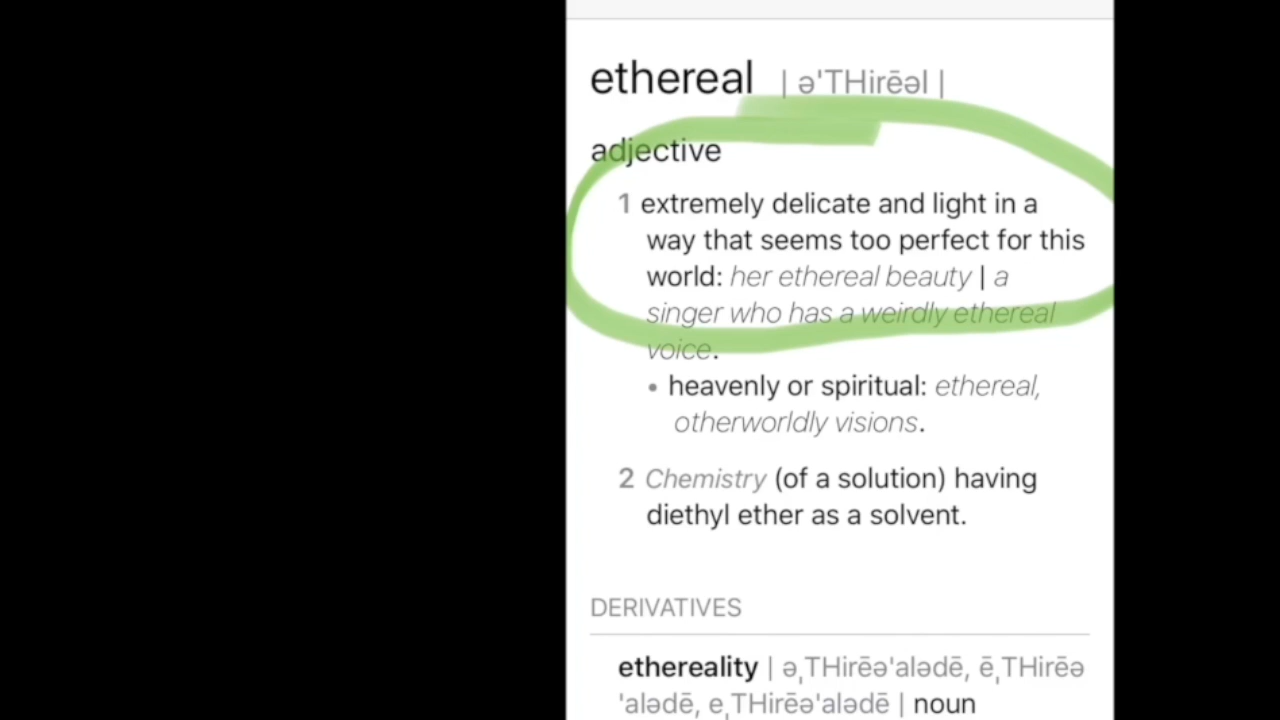 ethereal | ə'THirēəl |
adjective
1 extremely delicate and light in a
way that seems too perfect for this
world: her ethereal beauty | a
singer who has a weirdly ethereal
voice.
• heavenly or spiritual: ethereal,
otherworldly visions.
2 Chemistry (of a solution) having
diethyl ether as a solvent.
DERIVATIVES
ethereality | əˌTHirēə'alədē, ēˌTHirēə
'alədē, eˌTHirēə'alədē | noun